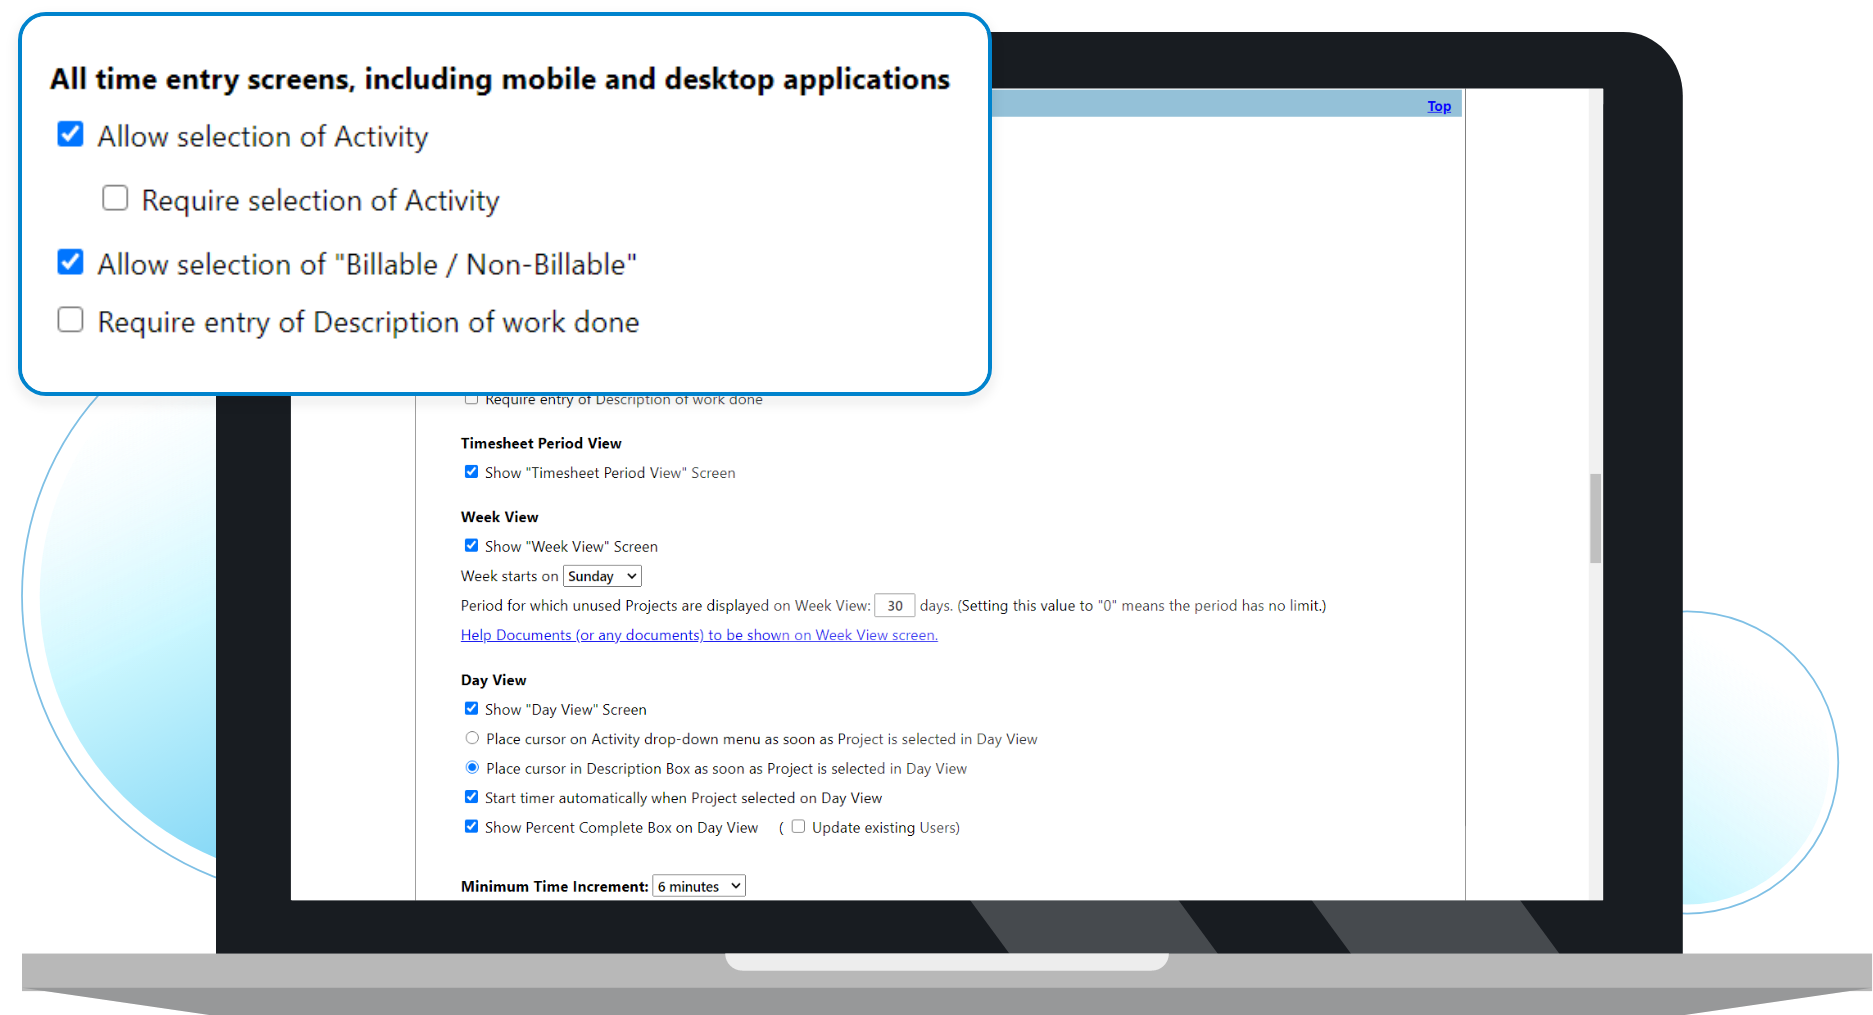 All time entry screens, including mobile and desktop applications
Allow selection of Activity
Require selection of Activity
Allow selection of "Billable / Non-Billable"
Require entry of Description of work done
Top
Require entry of Description of work done
Timesheet Period View
Show "Timesheet Period View" Screen
Week View
Show "Week View" Screen
Week starts on Sunday
Period for which unused Projects are displayed on Week View: 30 days. (Setting this value to "0" means the period has no limit.)
Help Documents (or any documents) to be shown on Week View screen.
Day View
Show "Day View" Screen
Place cursor on Activity drop-down menu as soon as Project is selected in Day View
Place cursor in Description Box as soon as Project is selected in Day View
Start timer automatically when Project selected on Day View
Show Percent Complete Box on Day View ( Update existing Users)
Minimum Time Increment: 6 minutes